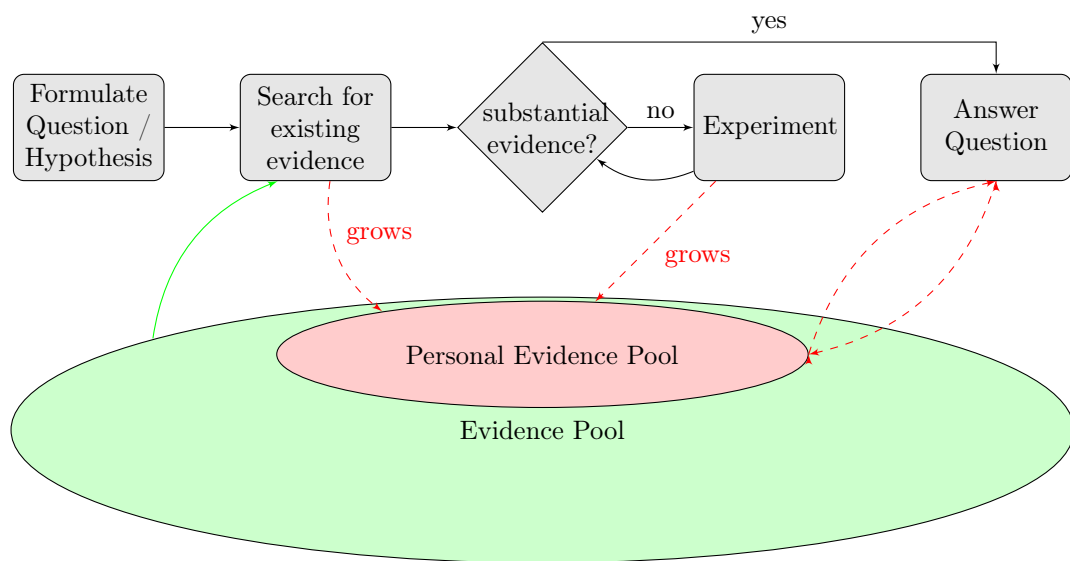 yes
Formulate
Question /
Hypothesis
Search for
existing
evidence
substantial
evidence?
no
Experiment
Answer
Question
grows
grows
Personal Evidence Pool
Evidence Pool